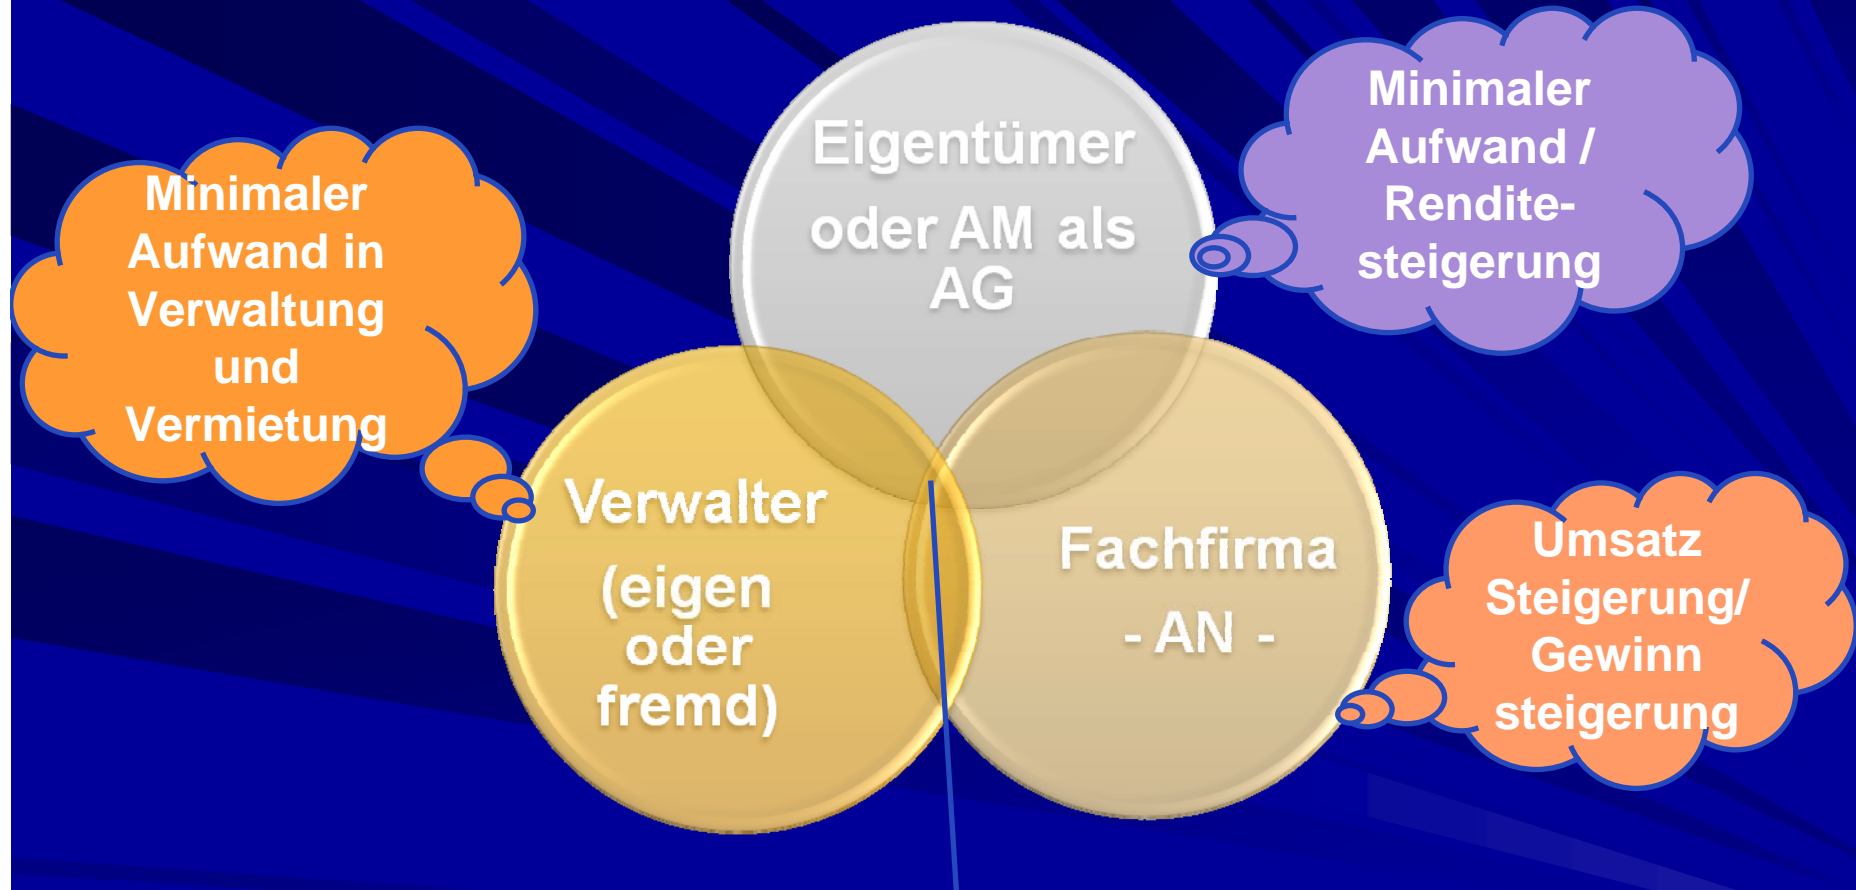 Eigentümer
oder AM als
AG
Minimaler
Aufwand /
Rendite-
steigerung
Minimaler
Aufwand in
Verwaltung
und
Vermietung
Verwalter
(eigen
oder
fremd)
Fachfirma
- AN -
Umsatz
Steigerung/
Gewinn
steigerung